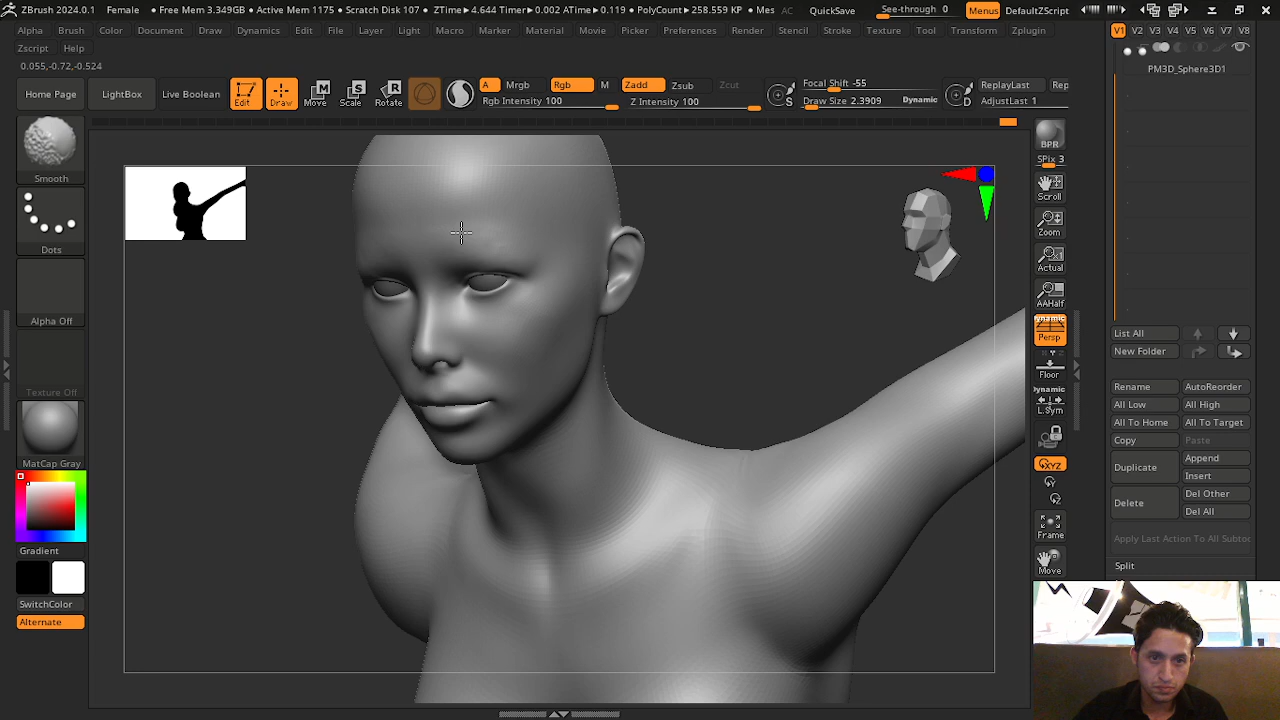 ZBrush 2024.0.1 Female • Free Mem 3.349GB • Active Mem 1175 • Scratch Disk 107 • ZTime▸4.644 Timer▸0.002 ATime▸0.119 • PolyCount▸258.559 KP • Mes AC QuickSave See-through 0 Menus DefaultZScript
Alpha Brush Color Document Draw Dynamics Edit File Layer Light Macro Marker Material Movie Picker Preferences Render Stencil Stroke Texture Tool Transform Zplugin
Zscript Help
V1 V2 V3 V4 V5 V6 V7 V8
0.055,-0.72,-0.524
PM3D_Sphere3D1
Home Page LightBox Live Boolean Edit Draw Move Scale Rotate A Mrgb Rgb M Zadd Zsub Zcut Focal Shift -55 S D ReplayLast Rep
Rgb Intensity 100 Z Intensity 100 Draw Size 2.3909 Dynamic AdjustLast 1
Smooth
Dots
Alpha Off
Texture Off
MatCap Gray
Gradient
SwitchColor
Alternate
BPR
SPix 3
Scroll
Zoom
Actual
AAHalf
Dynamic
Persp
Floor
Dynamic
L.Sym
XYZ
Y
Z
Frame
Move
List All
New Folder
Rename AutoReorder
All Low All High
All To Home All To Target
Copy Paste
Duplicate Append
Insert
Delete Del Other
Del All
Apply Last Action To All Subtoo
Split